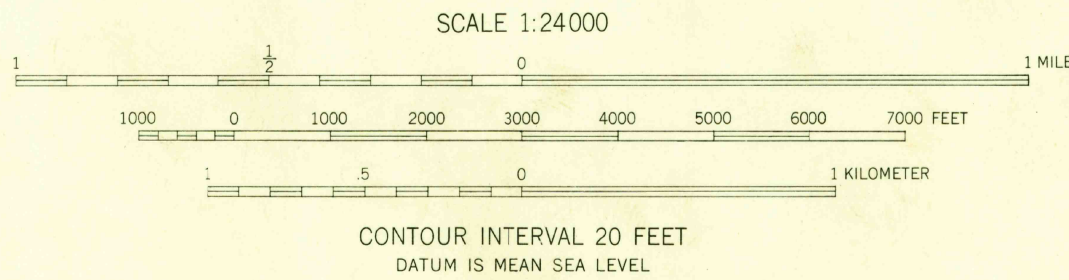 SCALE 1:24000
1 1/2 0 1 MILE
1000 0 1000 2000 3000 4000 5000 6000 7000 FEET
1 .5 0 1 KILOMETER
CONTOUR INTERVAL 20 FEET
DATUM IS MEAN SEA LEVEL